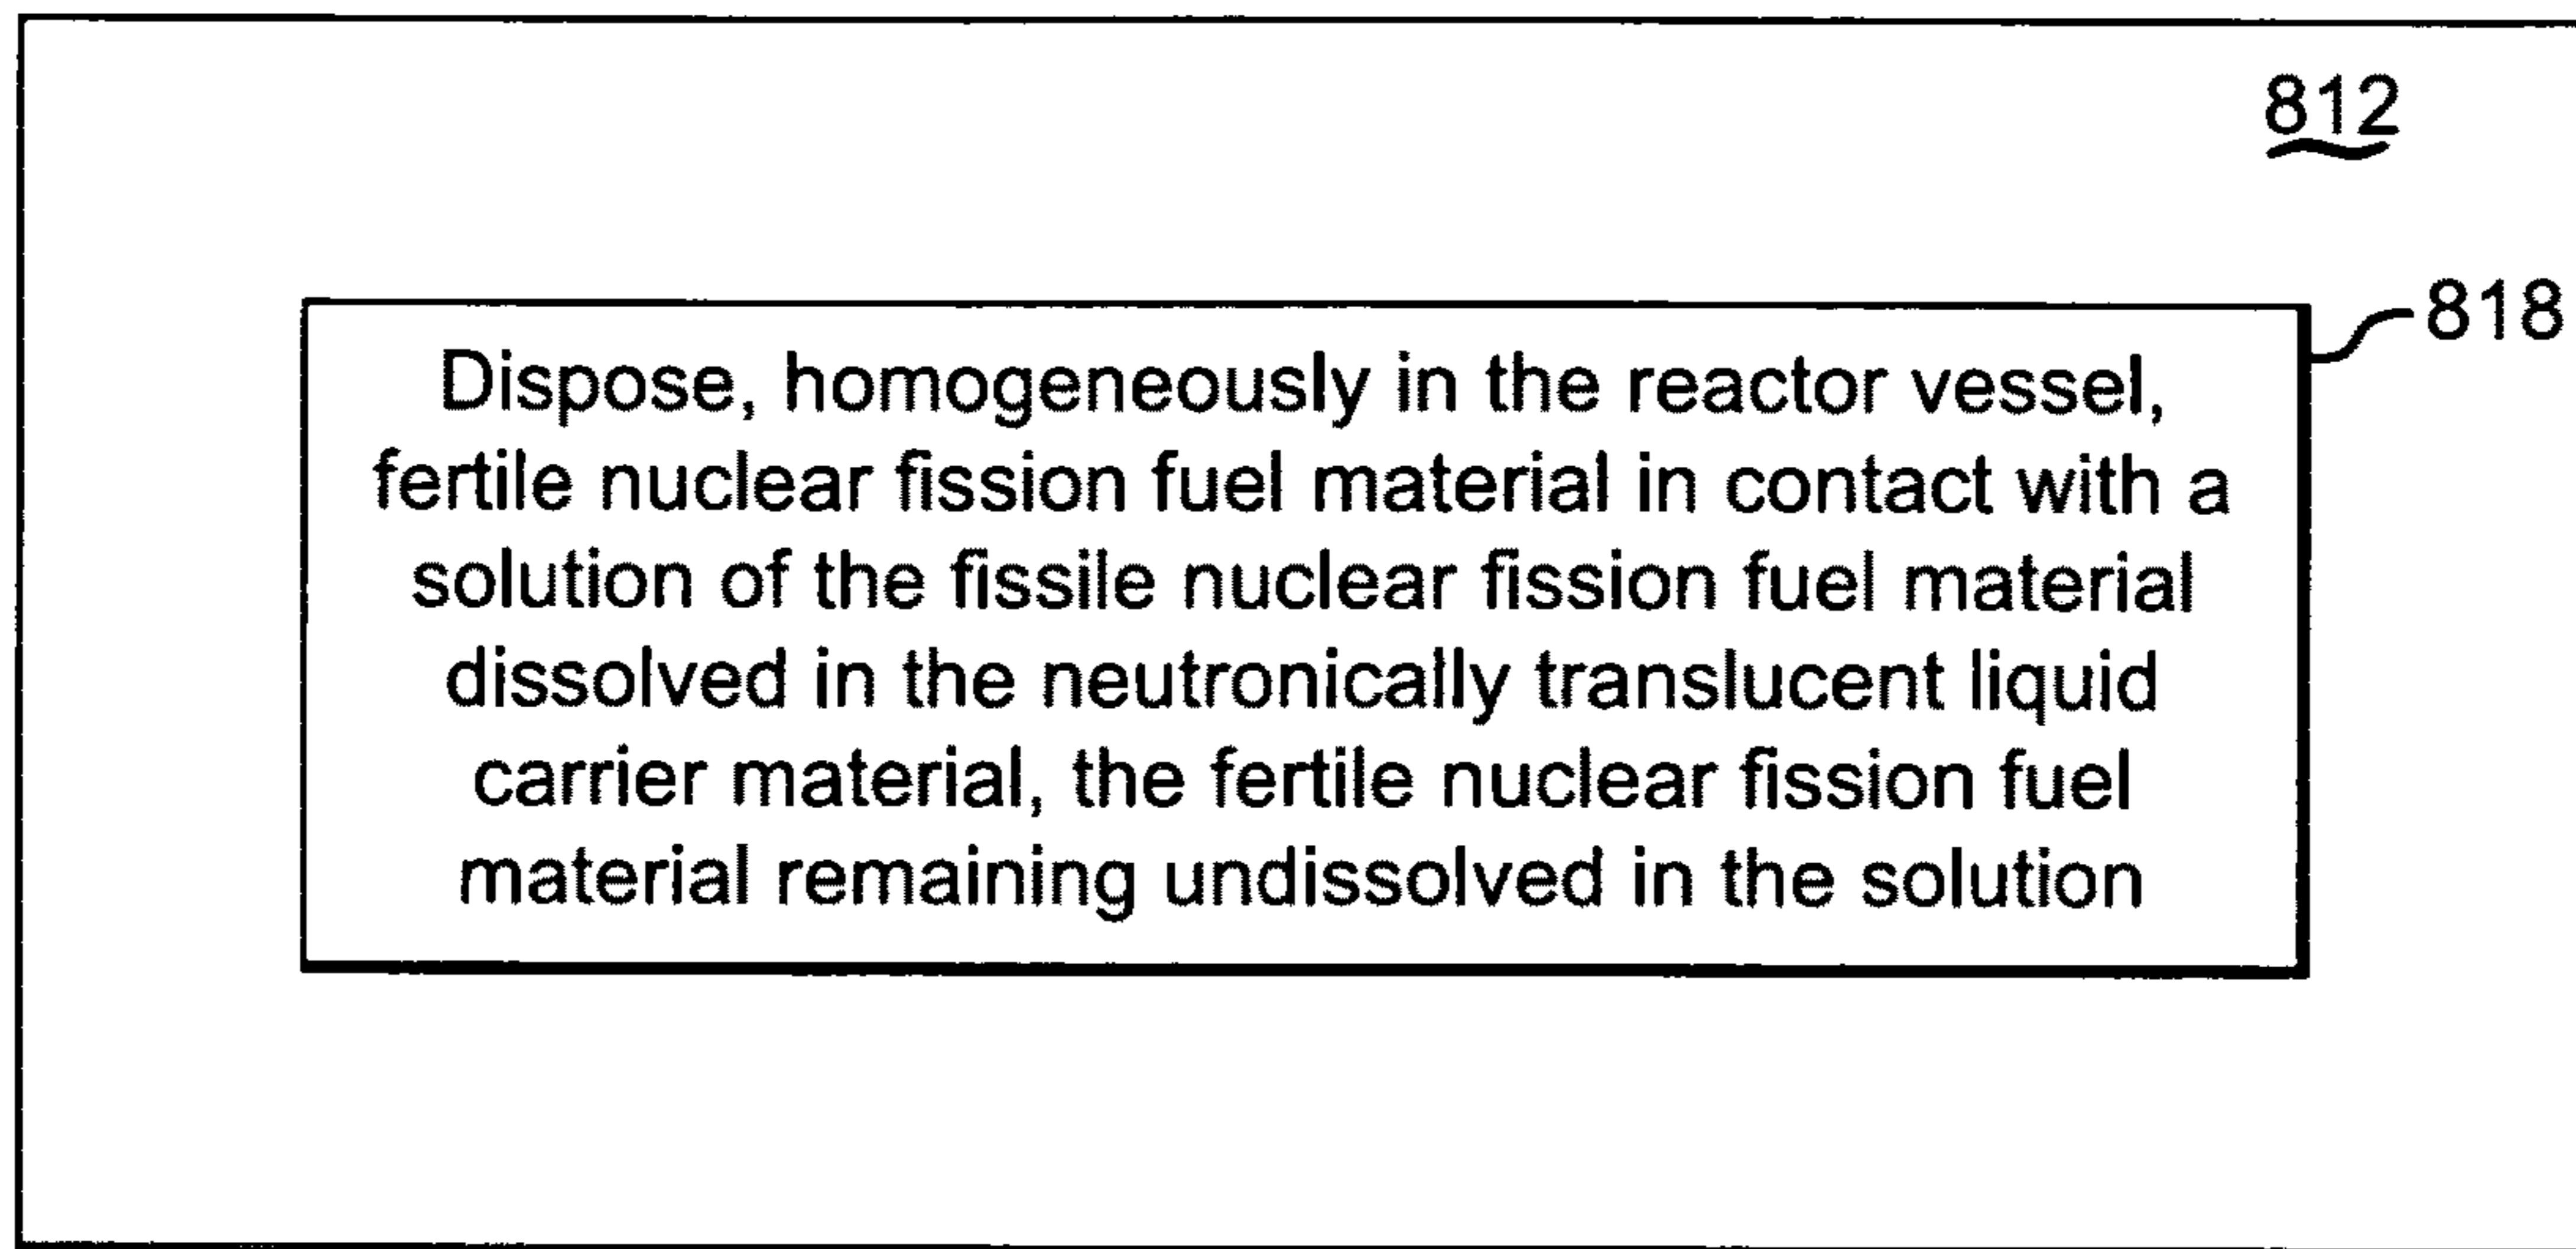 812
818
Dispose, homogeneously in the reactor vessel,
fertile nuclear fission fuel material in contact with a
solution of the fissile nuclear fission fuel material
dissolved in the neutronically translucent liquid
carrier material, the fertile nuclear fission fuel
material remaining undissolved in the solution